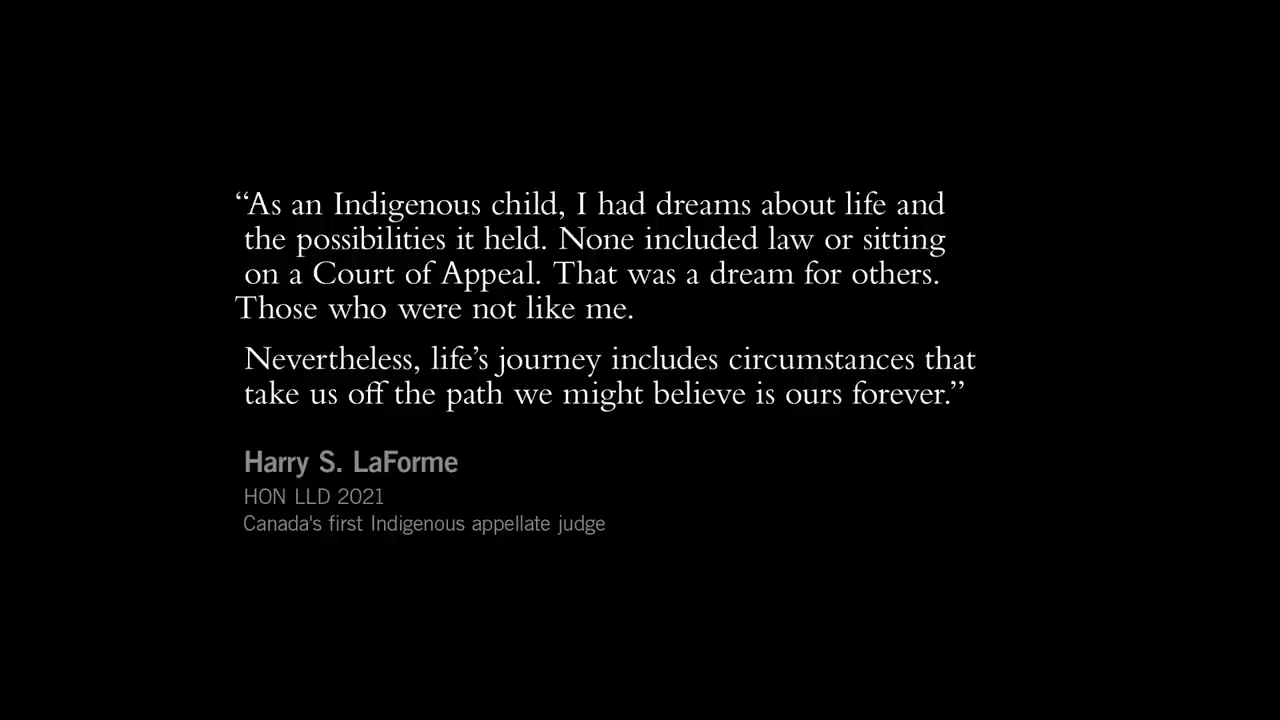 “As an Indigenous child, I had dreams about life and
the possibilities it held. None included law or sitting
on a Court of Appeal. That was a dream for others.
Those who were not like me.
Nevertheless, life’s journey includes circumstances that
take us off the path we might believe is ours forever.”
Harry S. LaForme
HON LLD 2021
Canada's first Indigenous appellate judge